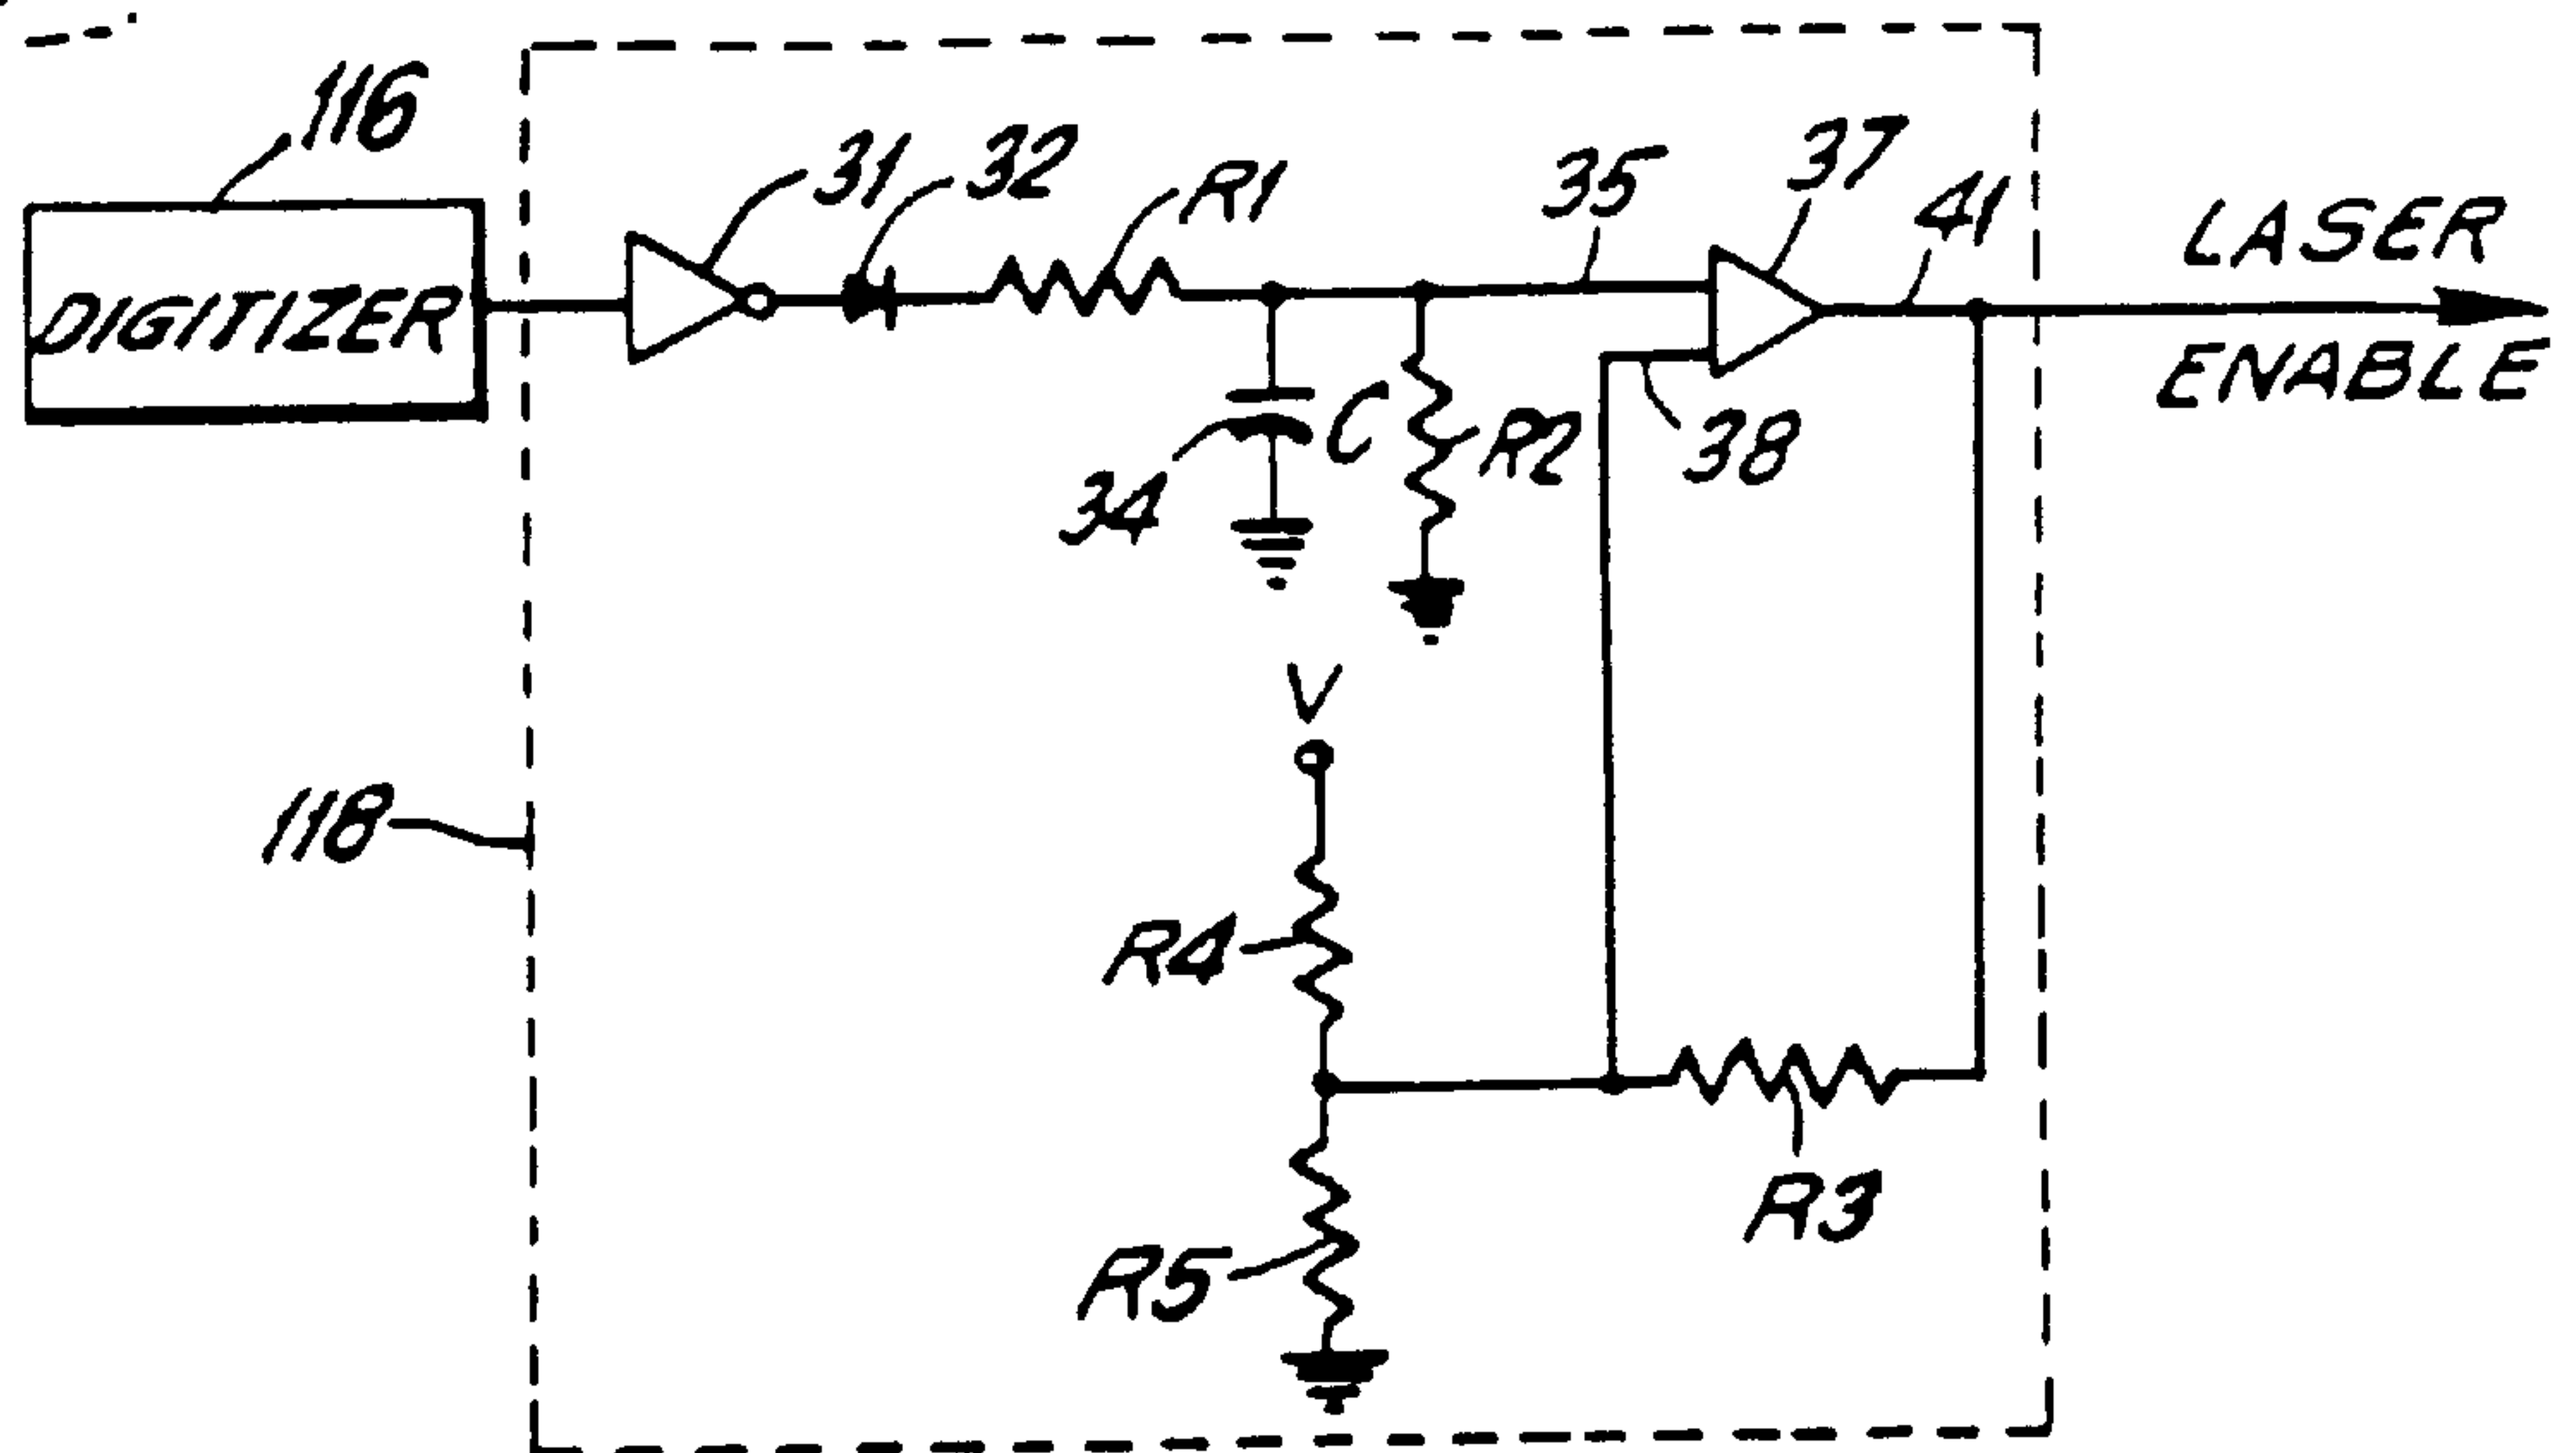 116
31
32
R1
35
37
41
LASER
ENABLE
DIGITIZER
34
C
R2
38
V
118
R4
R3
R5